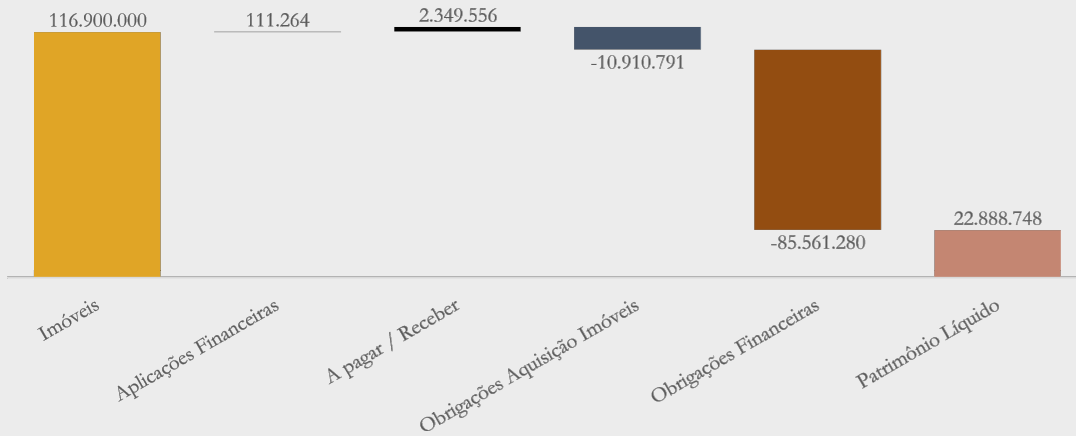 116.900.000
111.264
2.349.556
-10.910.791
-85.561.280
22.888.748
Imóveis
Aplicações Financeiras
A pagar / Receber
Obrigações Aquisição Imóveis
Obrigações Financeiras
Patrimônio Líquido